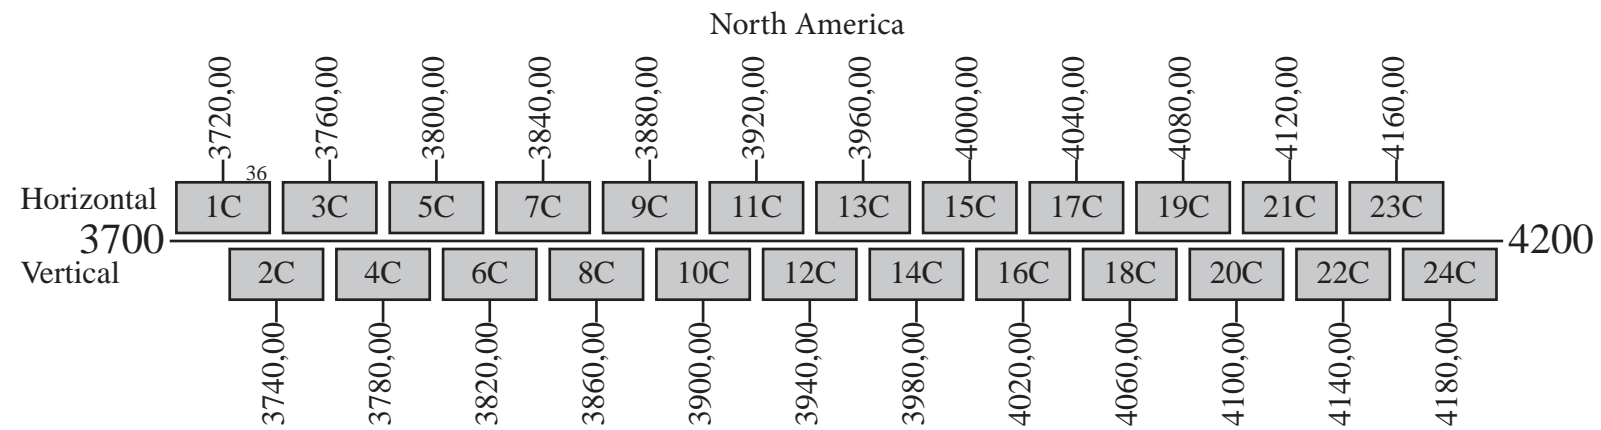 North America
3720,00 3760,00 3800,00 3840,00 3880,00 3920,00 3960,00 4000,00 4040,00 4080,00 4120,00 4160,00
36
Horizontal 1C 3C 5C 7C 9C 11C 13C 15C 17C 19C 21C 23C
3700 4200
Vertical 2C 4C 6C 8C 10C 12C 14C 16C 18C 20C 22C 24C
3740,00 3780,00 3820,00 3860,00 3900,00 3940,00 3980,00 4020,00 4060,00 4100,00 4140,00 4180,00